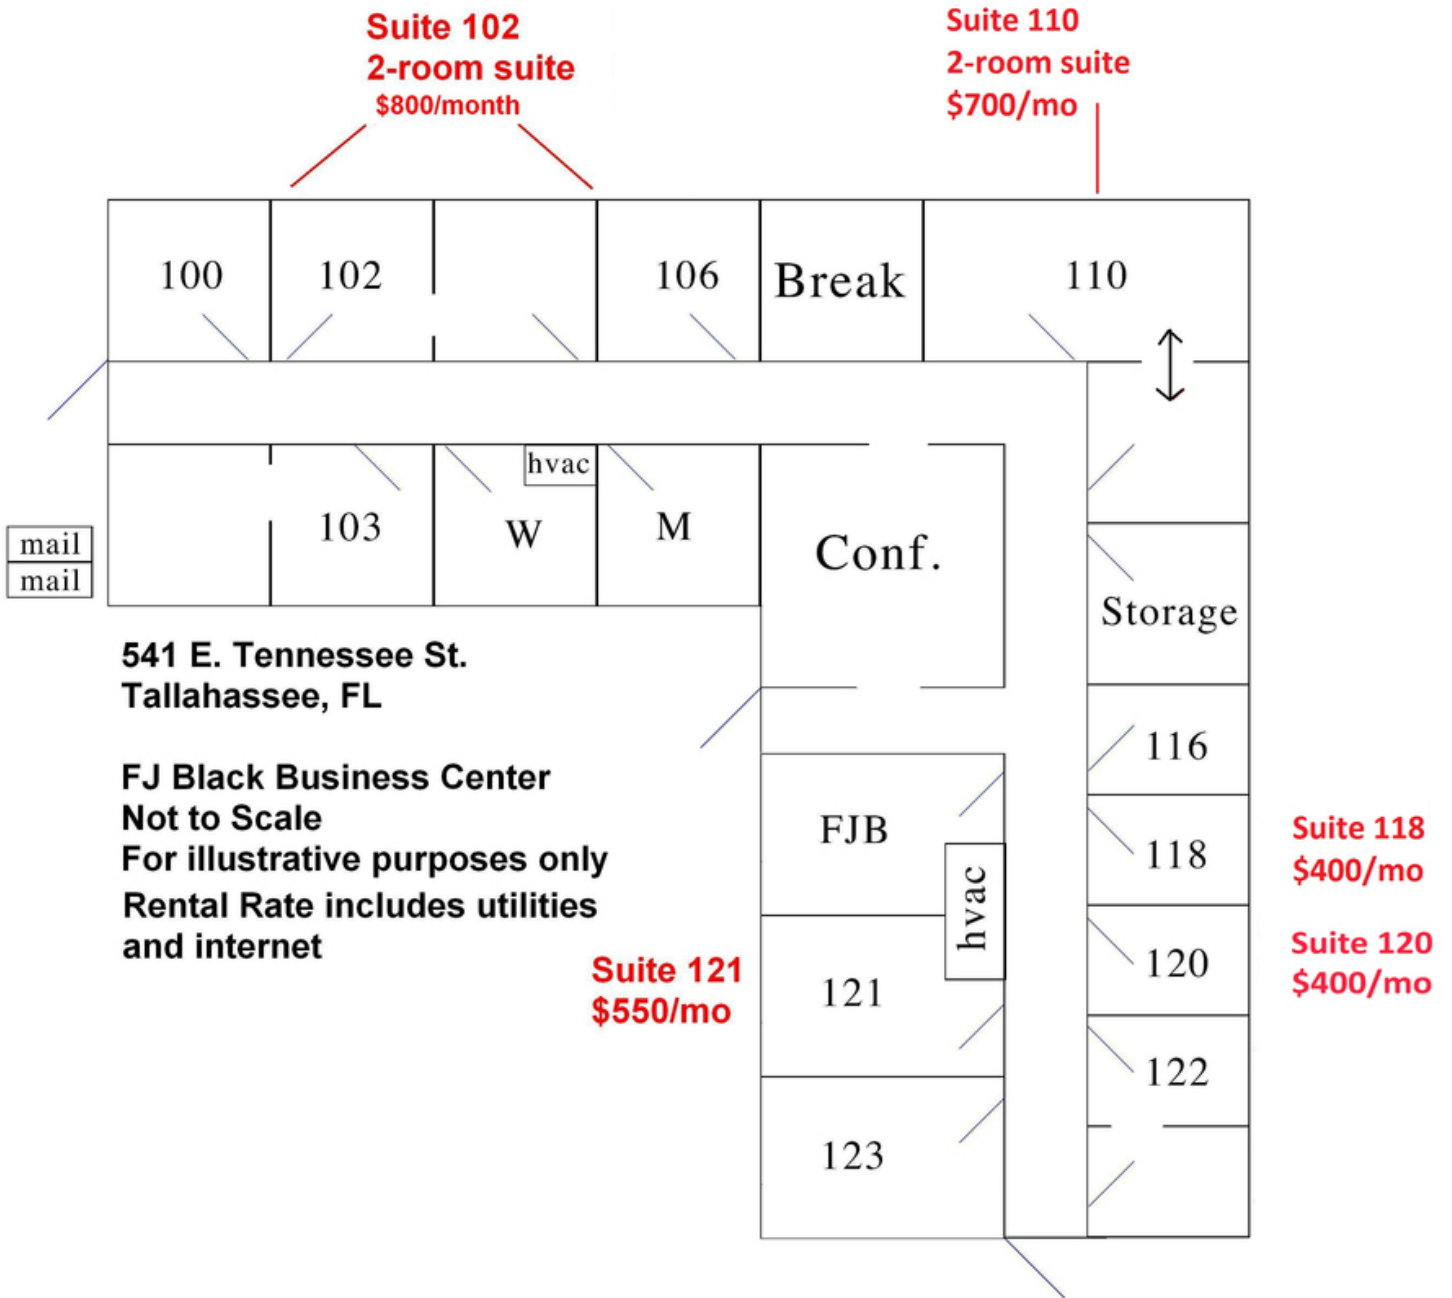 Suite 102
2-room suite
$800/month
Suite 110
2-room suite
$700/mo
100
102
106
Break
110
hvac
103
W
M
Conf.
mail
mail
Storage
541 E. Tennessee St.
Tallahassee, FL
FJ Black Business Center
Not to Scale
For illustrative purposes only
Rental Rate includes utilities
and internet
116
FJB
118
Suite 118
$400/mo
hvac
Suite 121
$550/mo
121
120
Suite 120
$400/mo
122
123